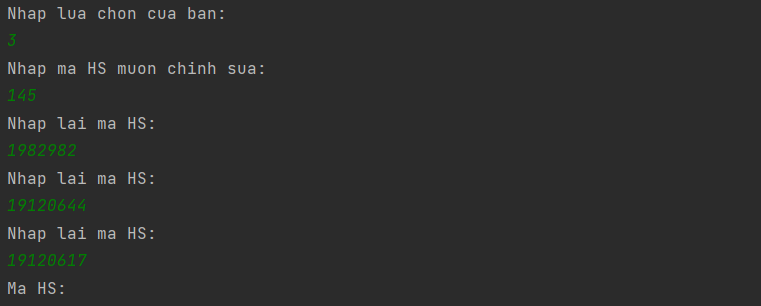 Nhap lua chon cua ban:
3
Nhap ma HS muon chinh sua:
145
Nhap lai ma HS:
1982982
Nhap lai ma HS:
19120644
Nhap lai ma HS:
19120617
Ma HS: